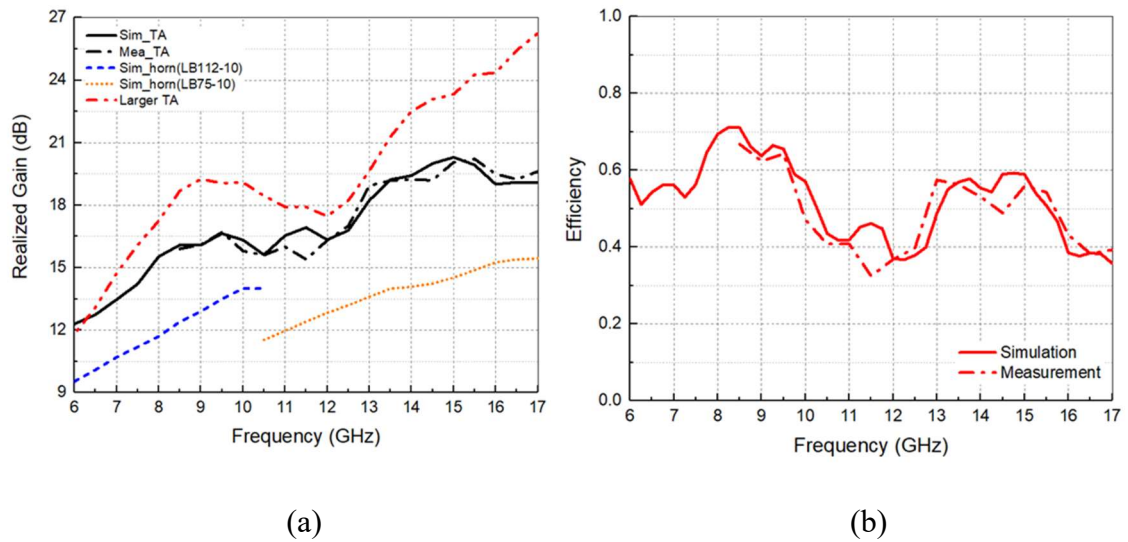 27
24
21
18
15
12
9
Realized Gain (dB)
Sim_TA
Mea_TA
Sim_horn(LB112-10)
Sim_horn(LB75-10)
Larger TA
6 7 8 9 10 11 12 13 14 15 16 17
Frequency (GHz)
(a)
1.0
0.8
0.6
0.4
0.2
0.0
Efficiency
Simulation
Measurement
6 7 8 9 10 11 12 13 14 15 16 17
Frequency (GHz)
(b)